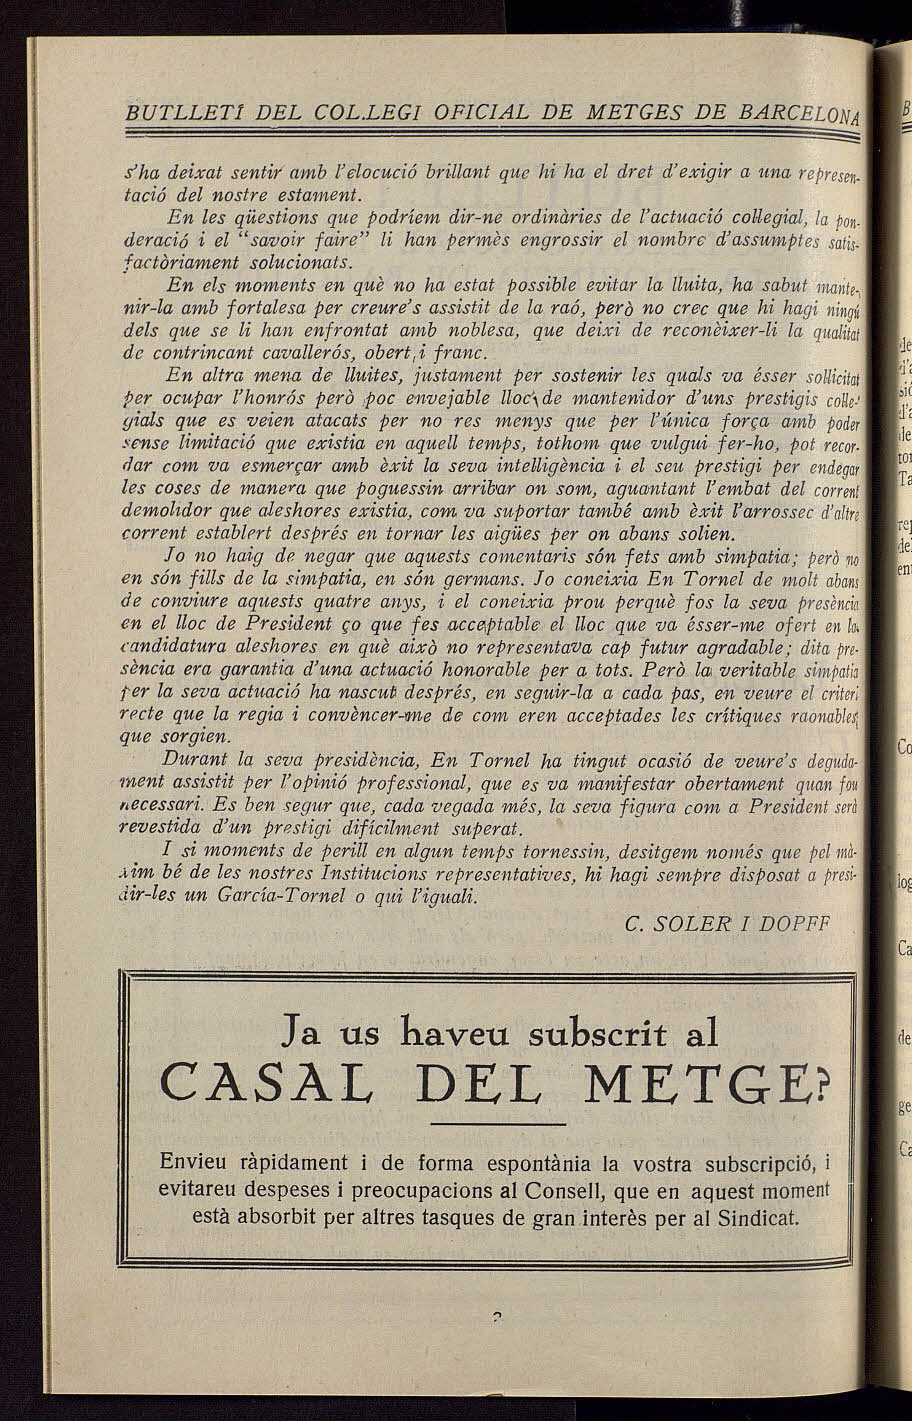 BUTLLETÍ DEL COL.LEGI OFICIAL DE METGES DE BARCELONA
s'ha deixat sentir amb l'elocució brillant que hi ha el dret d'exigir a una represen-
tació del nostre estament.
En les qüestions que podríem dir-ne ordinàries de l'actuació collegial, la pon-
deració i el "savoir faire" li han permès engrossir el nombre d'assumptes satis-
factòriament solucionats.
En els moments en què no ha estat possible evitar la lluita, ha sabut mante-
nir-la amb fortalesa per creure's assistit de la raó, però no crec que hi hagi ningú
dels que se li han enfrontat amb noblesa, que deixi de reconèixer-li la qualitat
de contrincant cavallerós, obert i franc.
En altra mena de lluites, justament per sostenir les quals va ésser sollicitat
per ocupar l'honrós però poc envejable lloc de mantenidor d'uns prestigis colle-
gials que es veien atacats per no res menys que per l'única força amb poder
sense limitació que existia en aquell temps, tothom que vulgui fer-ho, pot recor-
dar com va esmerçar amb èxit la seva intelligència i el seu prestigi per endegar
les coses de manera que poguessin arribar on som, aguantant l'embat del corrent
demolidor que aleshores existia, com va suportar també amb èxit l'arrossec d'altre
corrent establert després en tornar les aigües per on abans solien.
Jo no haig de negar que aquests comentaris són fets amb simpatia; però no
en són fills de la simpatia, en són germans. Jo coneixia En Tornel de molt abans
de conviure aquests quatre anys, i el coneixia prou perquè fos la seva presència
en el lloc de President ço que fes acceptable el lloc que va ésser-me ofert en la
candidatura aleshores en què això no representava cap futur agradable; dita pre-
sència era garantia d'una actuació honorable per a tots. Però la veritable simpatia
per la seva actuació ha nascut després, en seguir-la a cada pas, en veure el criteri
recte que la regia i convèncer-me de com eren acceptades les crítiques raonables
que sorgien.
Durant la seva presidència, En Tornel ha tingut ocasió de veure's deguda-
ment assistit per l'opinió professional, que es va manifestar obertament quan fou
necessari. Es ben segur que, cada vegada més, la seva figura com a President serà
revestida d'un prestigi difícilment superat.
I si moments de perill en algun temps tornessin, desitgem només que pel mà-
xim bé de les nostres Institucions representatives, hi hagi sempre disposat a presi-
dir-les un García-Tornel o qui l'iguali.
C. SOLER I DOPFF
Ja us haveu subscrit al
CASAL DEL METGE?
Envieu ràpidament i de forma espontània la vostra subscripció, i
evitareu despeses i preocupacions al Consell, que en aquest moment
està absorbit per altres tasques de gran interès per al Sindicat.